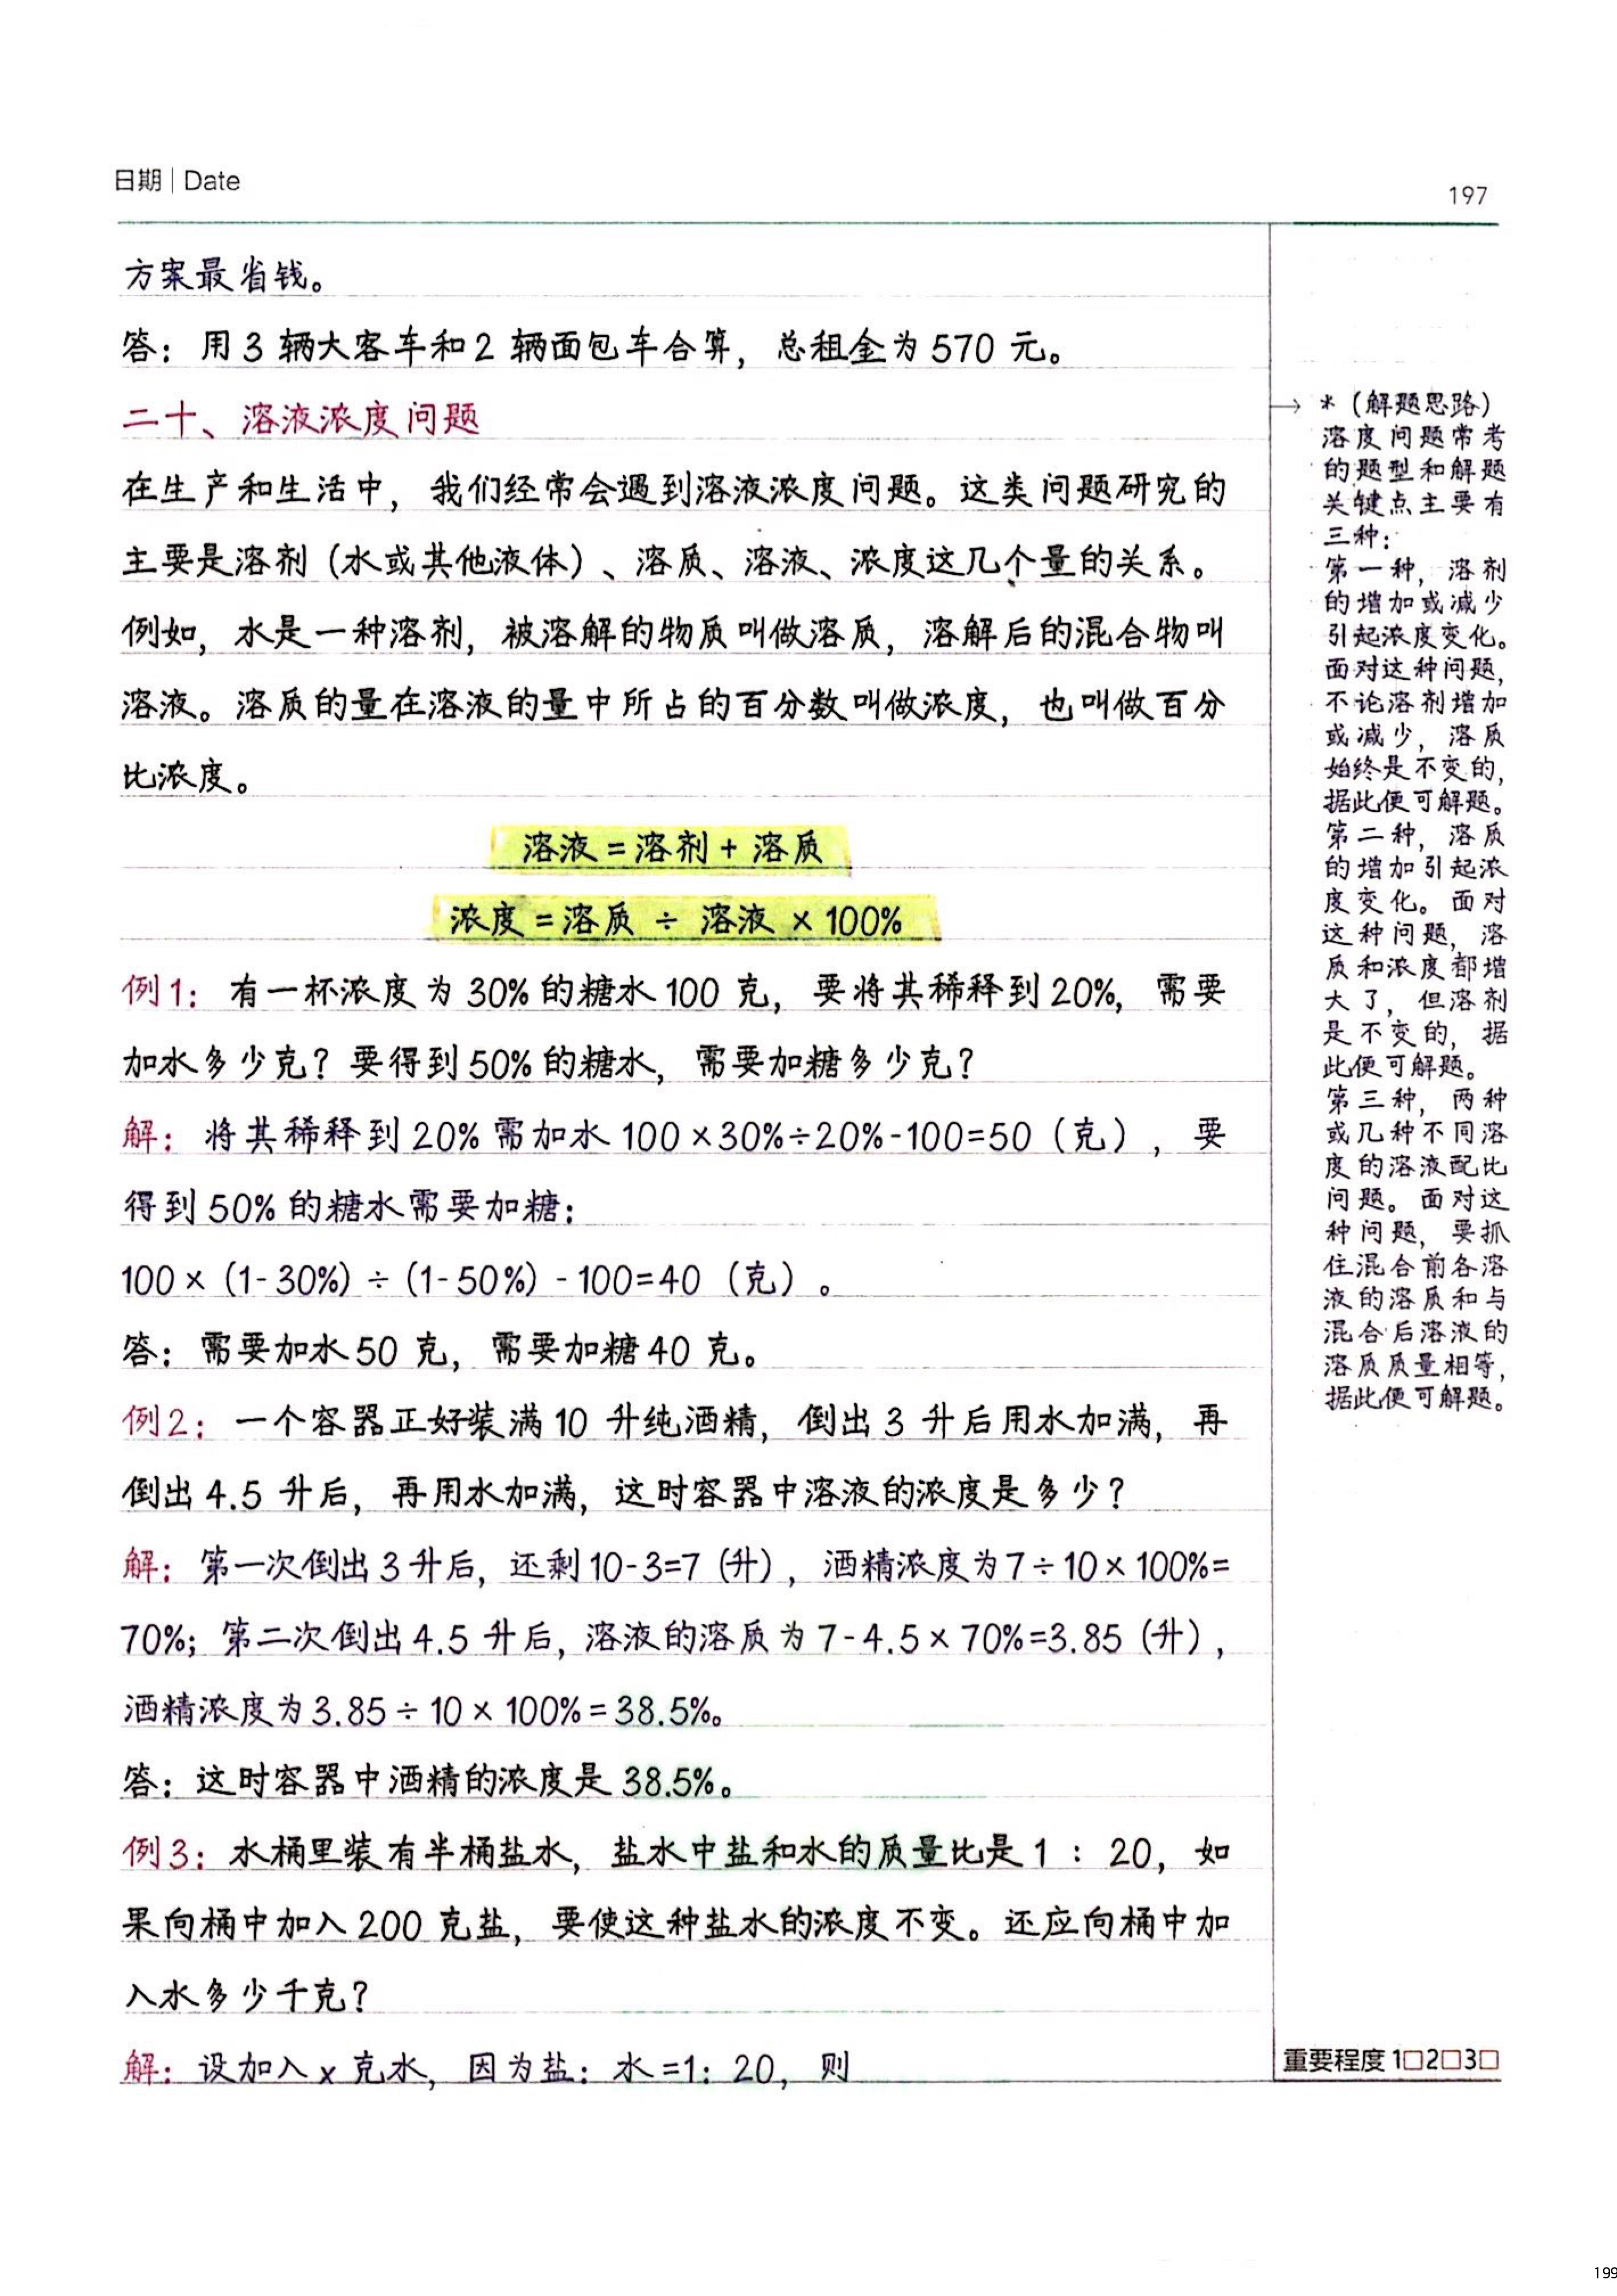 日期 | Date
197
方案最省钱。
答：用3辆大客车和2辆面包车合算，总租金为570元。
二十、溶液浓度问题
在生产和生活中，我们经常会遇到溶液浓度问题。这类问题研究的
主要是溶剂（水或其他液体）、溶质、溶液、浓度这几个量的关系。
例如，水是一种溶剂，被溶解的物质叫做溶质，溶解后的混合物叫
溶液。溶质的量在溶液的量中所占的百分数叫做浓度，也叫做百分
比浓度。
溶液=溶剂+溶质
浓度=溶质÷溶液×100%
例1：有一杯浓度为30%的糖水100克，要将其稀释到20%，需要
加水多少克？要得到50%的糖水，需要加糖多少克？
解：将其稀释到20%需加水100×30%÷20%-100=50（克），要
得到50%的糖水需要加糖：
100×（1-30%）÷（1-50%）-100=40（克）。
答：需要加水50克，需要加糖40克。
例2：一个容器正好装满10升纯酒精，倒出3升后用水加满，再
倒出4.5升后，再用水加满，这时容器中溶液的浓度是多少？
解：第一次倒出3升后，还剩10-3=7（升），酒精浓度为7÷10×100%=
70%；第二次倒出4.5升后，溶液的溶质为7-4.5×70%=3.85（升），
酒精浓度为3.85÷10×100%=38.5%。
答：这时容器中酒精的浓度是38.5%。
例3：水桶里装有半桶盐水，盐水中盐和水的质量比是1：20，如
果向桶中加入200克盐，要使这种盐水的浓度不变。还应向桶中加
入水多少千克？
解：设加入x克水，因为盐：水=1：20，则
→ *（解题思路）
溶度问题常考
的题型和解题
关键点主要有
三种：
第一种，溶剂
的增加或减少
引起浓度变化。
面对这种问题，
不论溶剂增加
或减少，溶质
始终是不变的，
据此便可解题。
第二种，溶质
的增加引起浓
度变化。面对
这种问题，溶
质和浓度都增
大了，但溶剂
是不变的，据
此便可解题。
第三种，两种
或几种不同溶
度的溶液配比
问题。面对这
种问题，要抓
住混合前各溶
液的溶质和与
混合后溶液的
溶质质量相等，
据此便可解题。
重要程度 1□2□3□
199